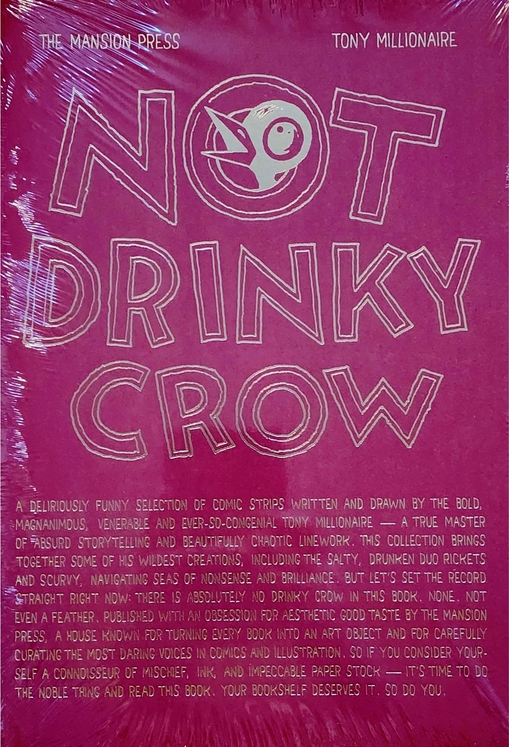 THE MANSION PRESS
TONY MILLIONAIRE
NOT
DRINKY
CROW
A DELIRIOUSLY FUNNY SELECTION OF COMIC STRIPS WRITTEN AND DRAWN BY THE BOLD,
MAGNANIMOUS, VENERABLE AND EVER-SO-CONGENIAL TONY MILLIONAIRE — A TRUE MASTER
OF ABSURD STORYTELLING AND BEAUTIFULLY CHAOTIC LINEWORK. THIS COLLECTION BRINGS
TOGETHER SOME OF HIS WILDEST CREATIONS, INCLUDING THE SALTY, DRUNKEN DUO RICKETS
AND SCURVY, NAVIGATING SEAS OF NONSENSE AND BRILLIANCE. BUT LET'S SET THE RECORD
STRAIGHT RIGHT NOW: THERE IS ABSOLUTELY NO DRINKY CROW IN THIS BOOK. NONE. NOT
EVEN A FEATHER. PUBLISHED WITH AN OBSESSION FOR AESTHETIC GOOD TASTE BY THE MANSION
PRESS, A HOUSE KNOWN FOR TURNING EVERY BOOK INTO AN ART OBJECT AND FOR CAREFULLY
CURATING THE MOST DARING VOICES IN COMICS AND ILLUSTRATION. SO IF YOU CONSIDER YOUR-
SELF A CONNOISSEUR OF MISCHIEF, INK, AND IMPECCABLE PAPER STOCK — IT'S TIME TO DO
THE NOBLE THING AND READ THIS BOOK. YOUR BOOKSHELF DESERVES IT. SO DO YOU.